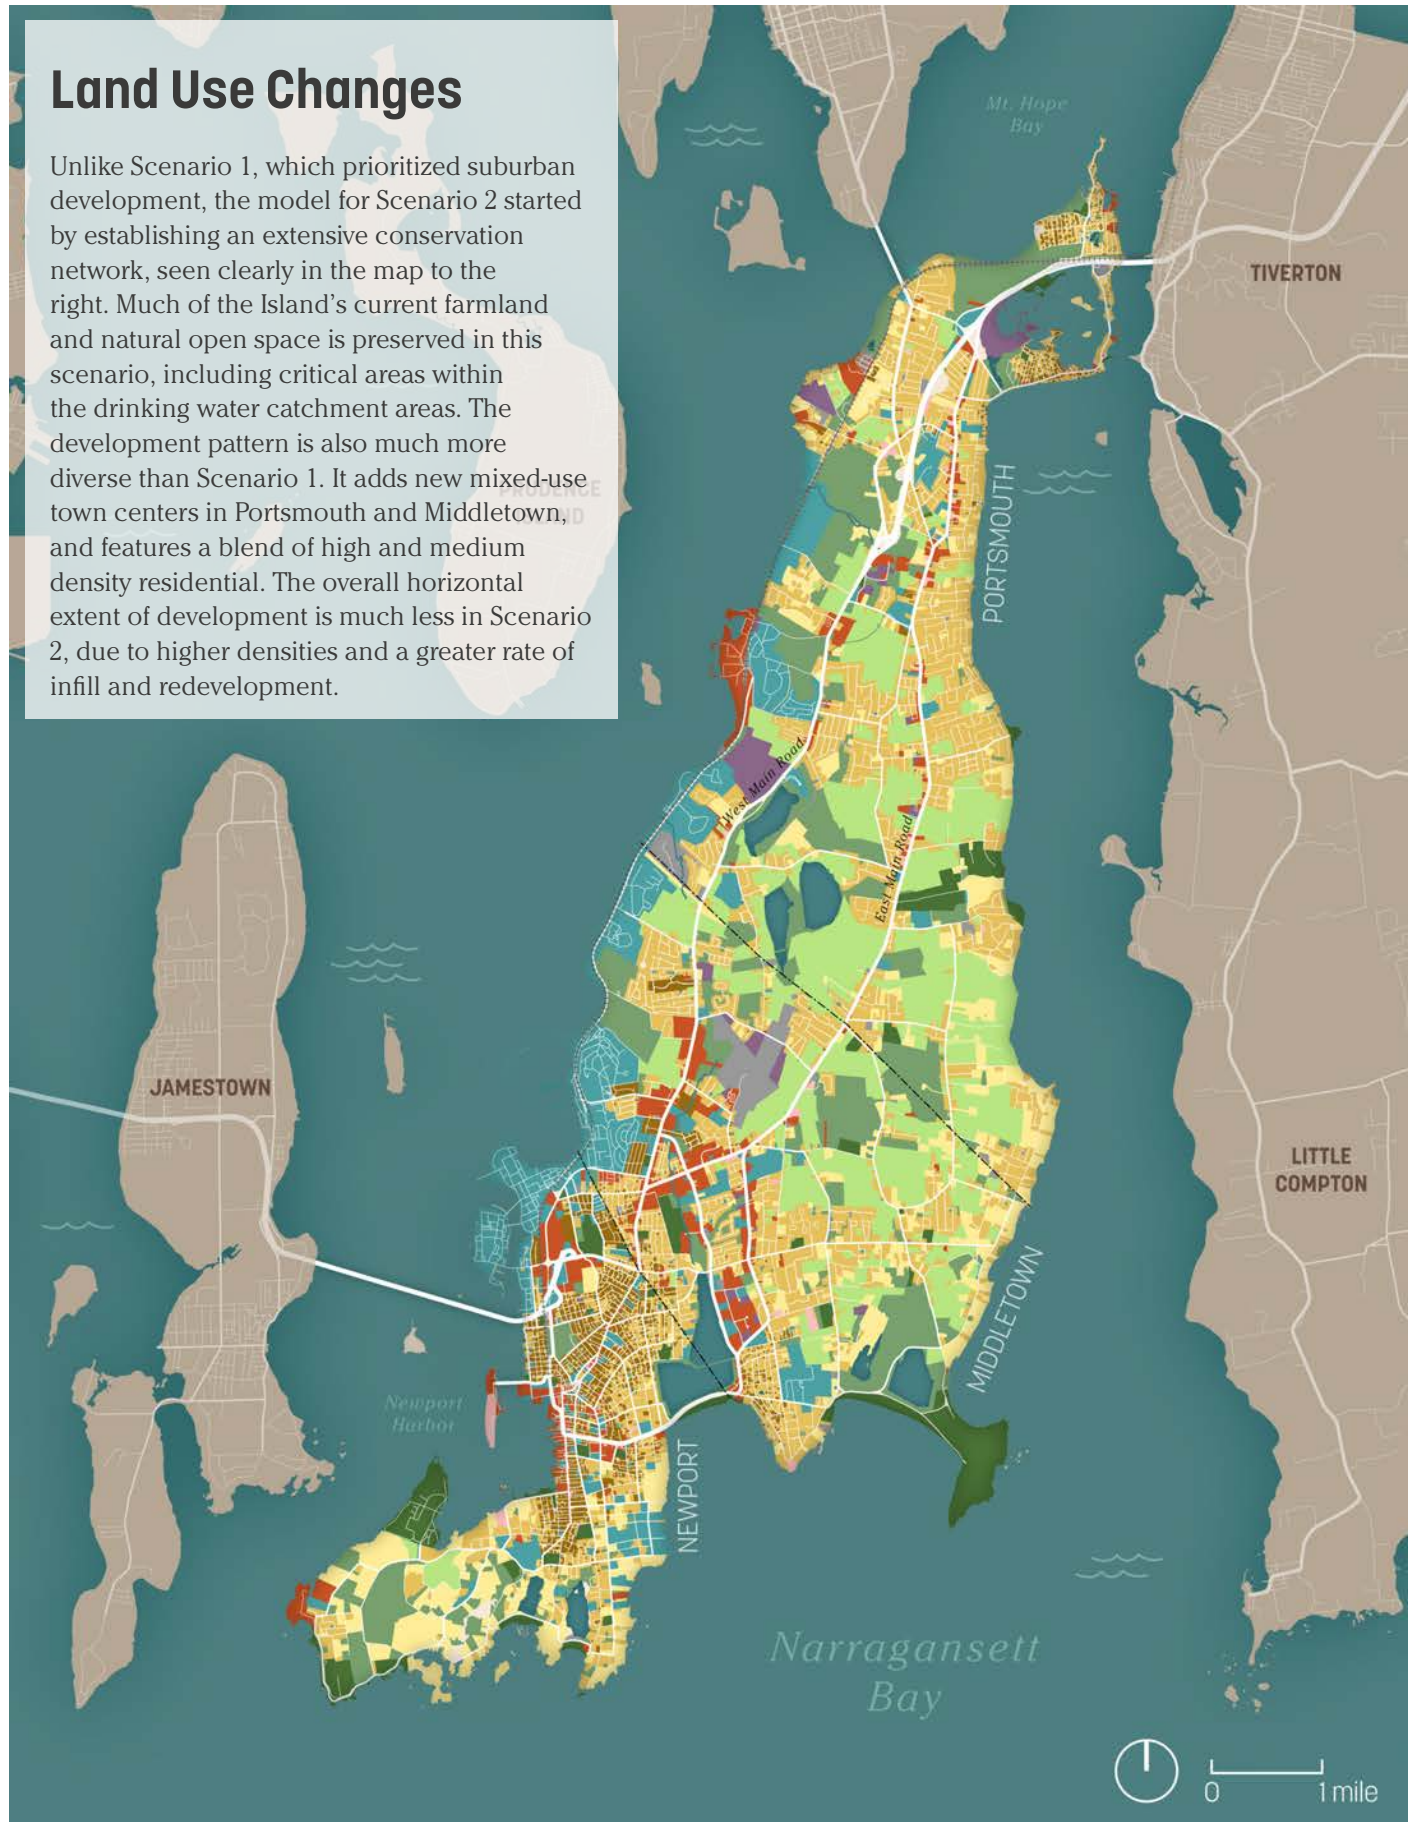 Land Use Changes
Unlike Scenario 1, which prioritized suburban
development, the model for Scenario 2 started
by establishing an extensive conservation
network, seen clearly in the map to the
right. Much of the Island's current farmland
and natural open space is preserved in this
scenario, including critical areas within
the drinking water catchment areas. The
development pattern is also much more
diverse than Scenario 1. It adds new mixed-use
town centers in Portsmouth and Middletown,
and features a blend of high and medium
density residential. The overall horizontal
extent of development is much less in Scenario
2, due to higher densities and a greater rate of
infill and redevelopment.
PRUDENCE
ISLAND
Mt. Hope
Bay
TIVERTON
PORTSMOUTH
West Main Road
East Main Road
JAMESTOWN
LITTLE
COMPTON
MIDDLETOWN
Newport
Harbor
NEWPORT
Narragansett
Bay
0 1 mile